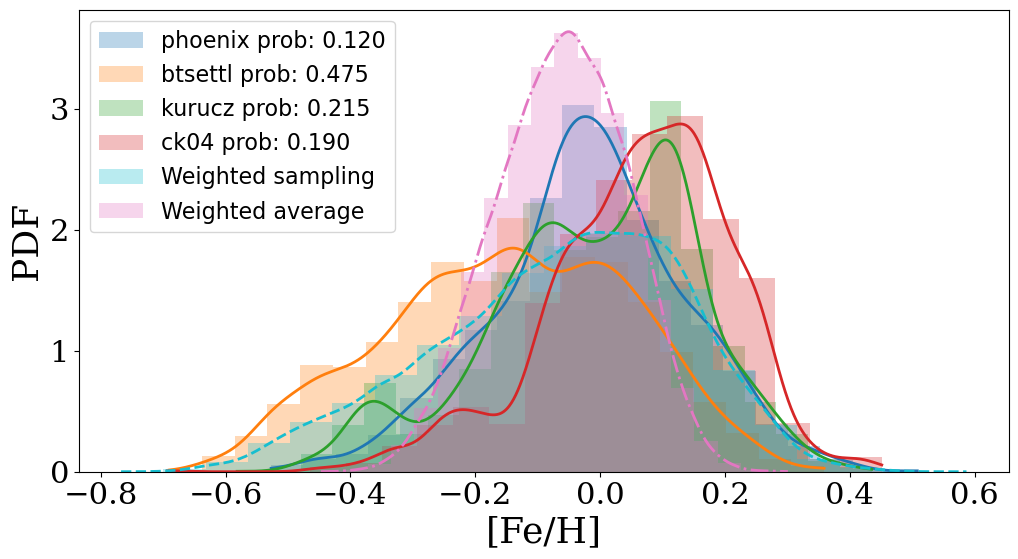 phoenix prob: 0.120
btsettl prob: 0.475
kurucz prob: 0.215
ck04 prob: 0.190
Weighted sampling
Weighted average
PDF
3
2
1
0
−0.8 −0.6 −0.4 −0.2 0.0 0.2 0.4 0.6
[Fe/H]